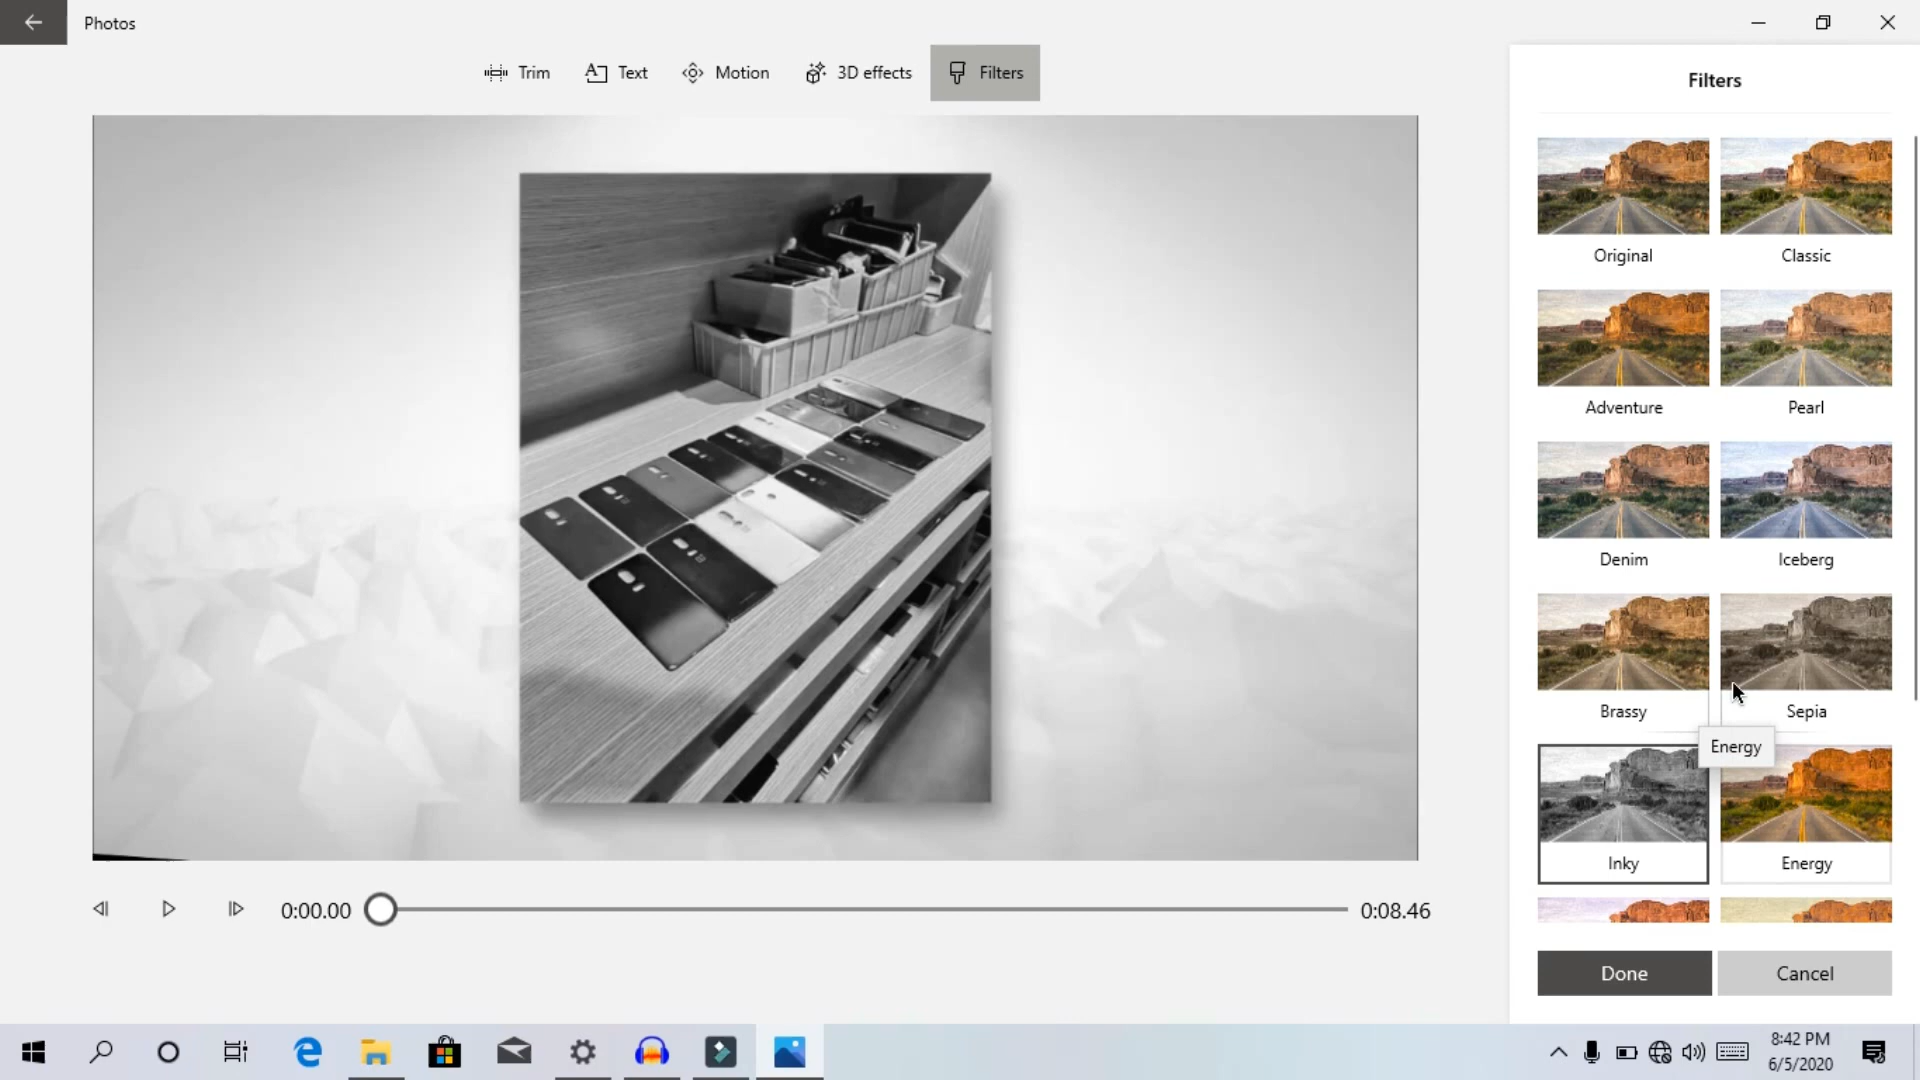 Photos
Trim Text Motion 3D effects Filters
Filters
Original Classic
Adventure Pearl
Denim Iceberg
Brassy Sepia
Energy
Inky Energy
0:00.00 0:08.46
Done Cancel
8:42 PM
6/5/2020